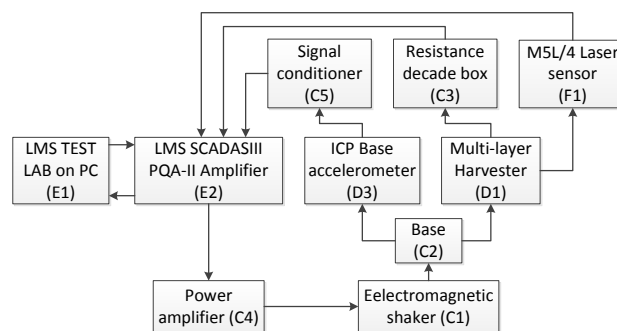 Signal
conditioner
(C5)
Resistance
decade box
(C3)
M5L/4 Laser
sensor
(F1)
LMS TEST
LAB on PC
(E1)
LMS SCADASIII
PQA-II Amplifier
(E2)
ICP Base
accelerometer
(D3)
Multi-layer
Harvester
(D1)
Base
(C2)
Power
amplifier (C4)
Eelectromagnetic
shaker (C1)